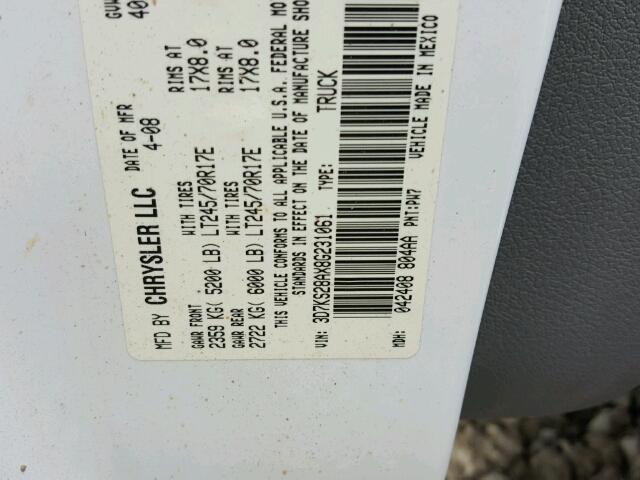 MFD BY CHRYSLER LLC
DATE OF MFR
4-08
GVW
40
GAWR FRONT
WITH TIRES
RIMS AT
2359 KG( 5200 LB) LT245/70R17E
17X8.0
GAWR REAR
WITH TIRES
RIMS AT
2722 KG( 6000 LB) LT245/70R17E
17X8.0
THIS VEHICLE CONFORMS TO ALL APPLICABLE U.S.A. FEDERAL MO
STANDARDS IN EFFECT ON THE DATE OF MANUFACTURE SHO
VIN: 3D7KS28AX8G231061
TYPE: TRUCK
MDH: 042408 804AA
PNT:PW7
VEHICLE MADE IN MEXICO